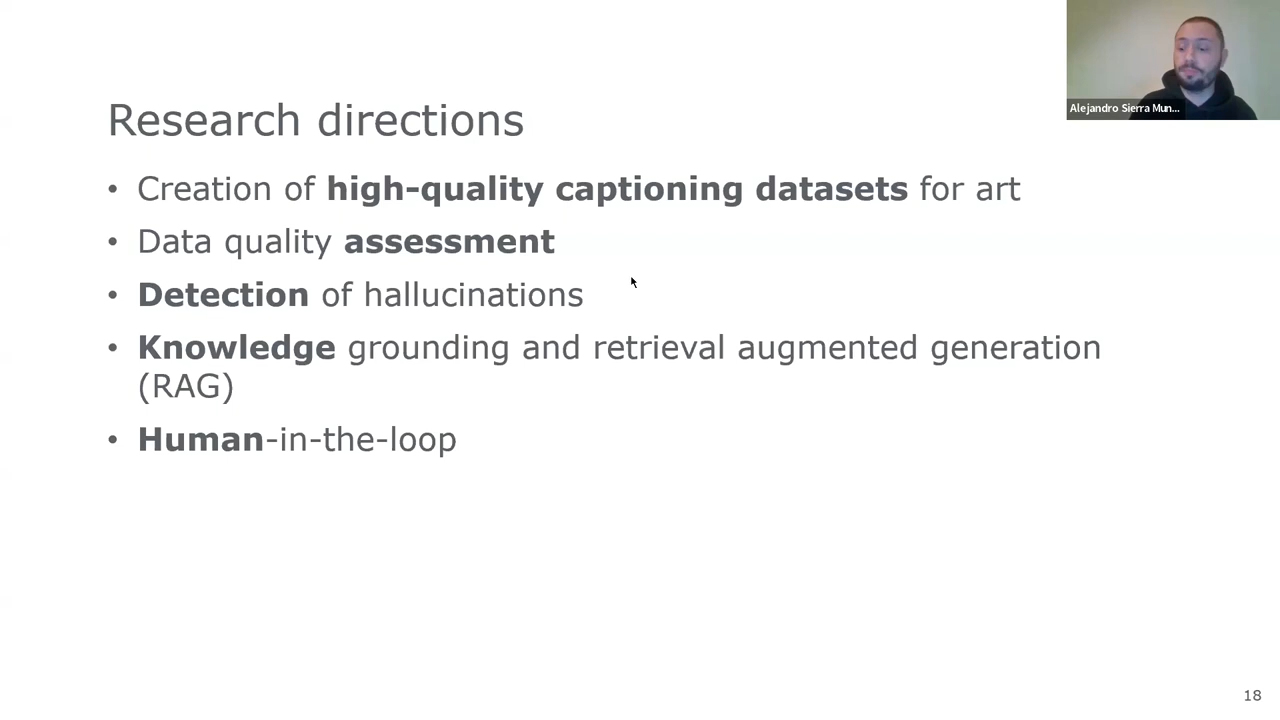 Alejandro Sierra Mun...
Research directions
• Creation of high-quality captioning datasets for art
• Data quality assessment
• Detection of hallucinations
• Knowledge grounding and retrieval augmented generation
(RAG)
• Human-in-the-loop
18